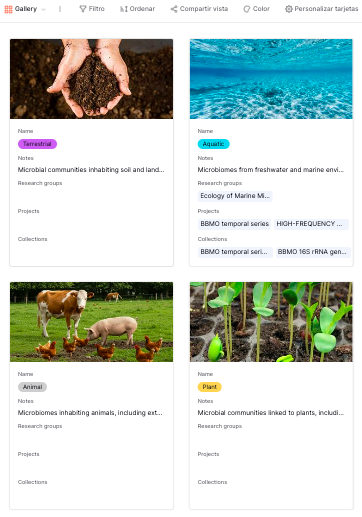 Gallery Filtro Ordenar Compartir vista Color Personalizar tarjetas
Name
Terrestrial
Notes
Microbial communities inhabiting soil and land...
Research groups
Projects
Collections
Name
Aquatic
Notes
Microbiomes from freshwater and marine envi...
Research groups
Ecology of Marine Mi...
Projects
BBMO temporal series HIGH-FREQUENCY ...
Collections
BBMO temporal seri... BBMO 16S rRNA gen...
Name
Animal
Notes
Microbiomes inhabiting animals, including ext...
Research groups
Projects
Collections
Name
Plant
Notes
Microbial communities linked to plants, includi...
Research groups
Projects
Collections